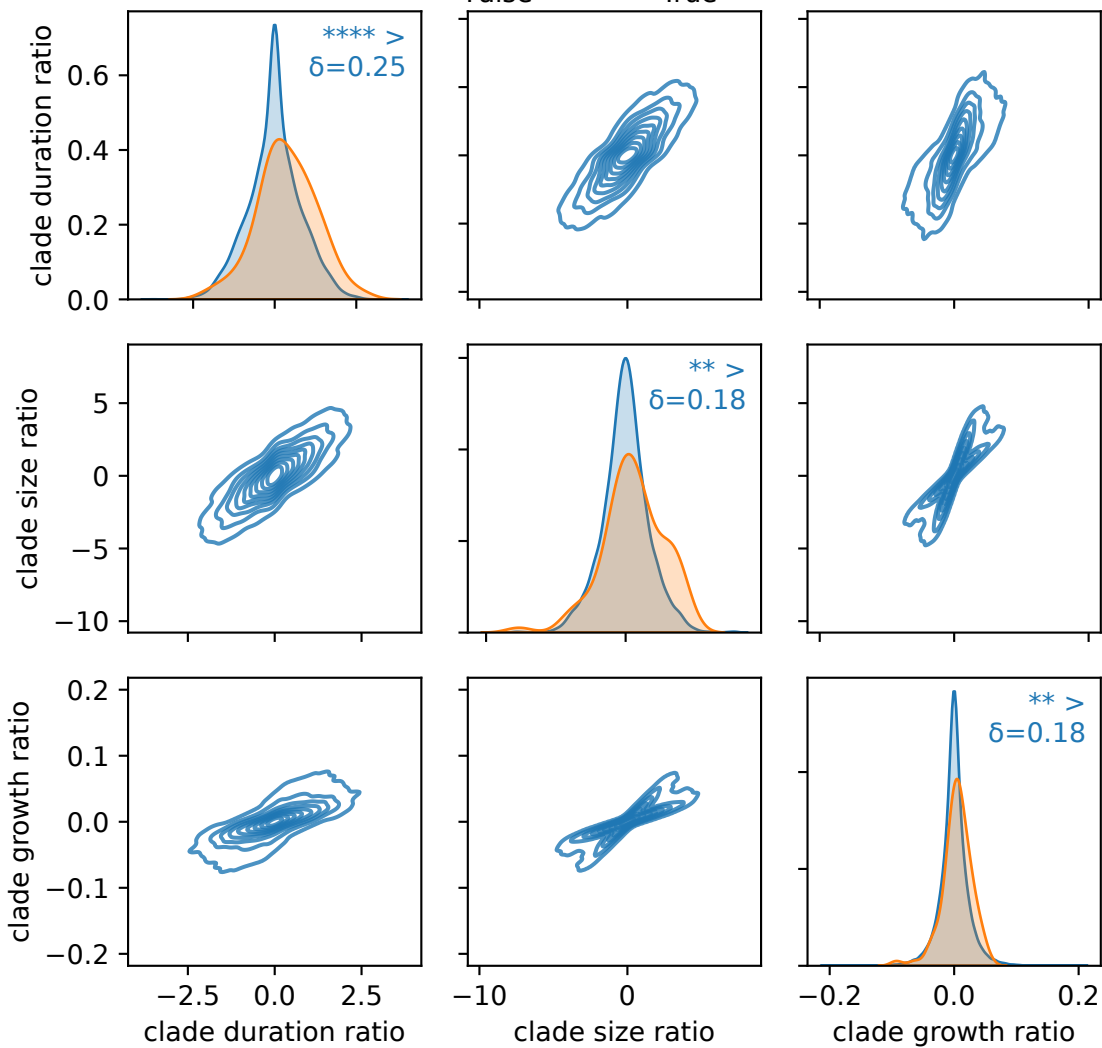 clade duration ratio
0.6
0.4
0.2
0.0
**** >
δ=0.25
clade size ratio
5
0
−5
−10
** >
δ=0.18
clade growth ratio
0.2
0.1
0.0
−0.1
−0.2
** >
δ=0.18
−2.5 0.0 2.5
−10 0
−0.2 0.0 0.2
clade duration ratio
clade size ratio
clade growth ratio